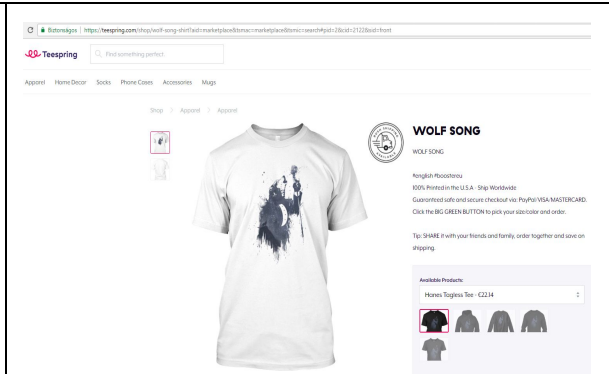 Biztonságos | https://teespring.com/shop/wolf-song-shirt?aid=marketplace&tsmac=marketplace&tsmic=search#pid=2&cid=2122&sid=front
Teespring
Find something perfect
Apparel Home Decor Socks Phone Cases Accessories Mugs
Shop Apparel Apparel
WOLF SONG
WOLF SONG
#english #boostereu
100% Printed in the U.S.A - Ship Worldwide
Guaranteed safe and secure checkout via: PayPal/VISA/MASTERCARD.
Click the BIG GREEN BUTTON to pick your size/color and order.
Tip: SHARE it with your friends and family, order together and save on
shipping.
Available Products:
Hanes Tagless Tee - €22.14